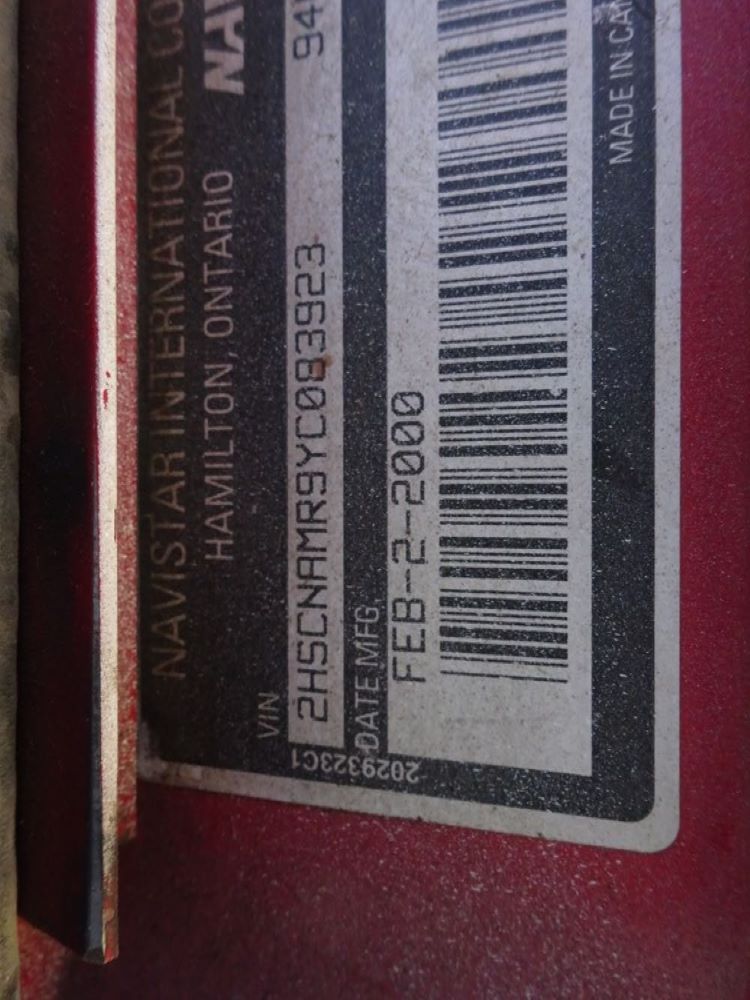 NAVISTAR INTERNATIONAL
HAMILTON, ONTARIO
VIN
2HSCNAMR9YC083923
DATE MFG
FEB-2-2000
MADE IN
2029323C1